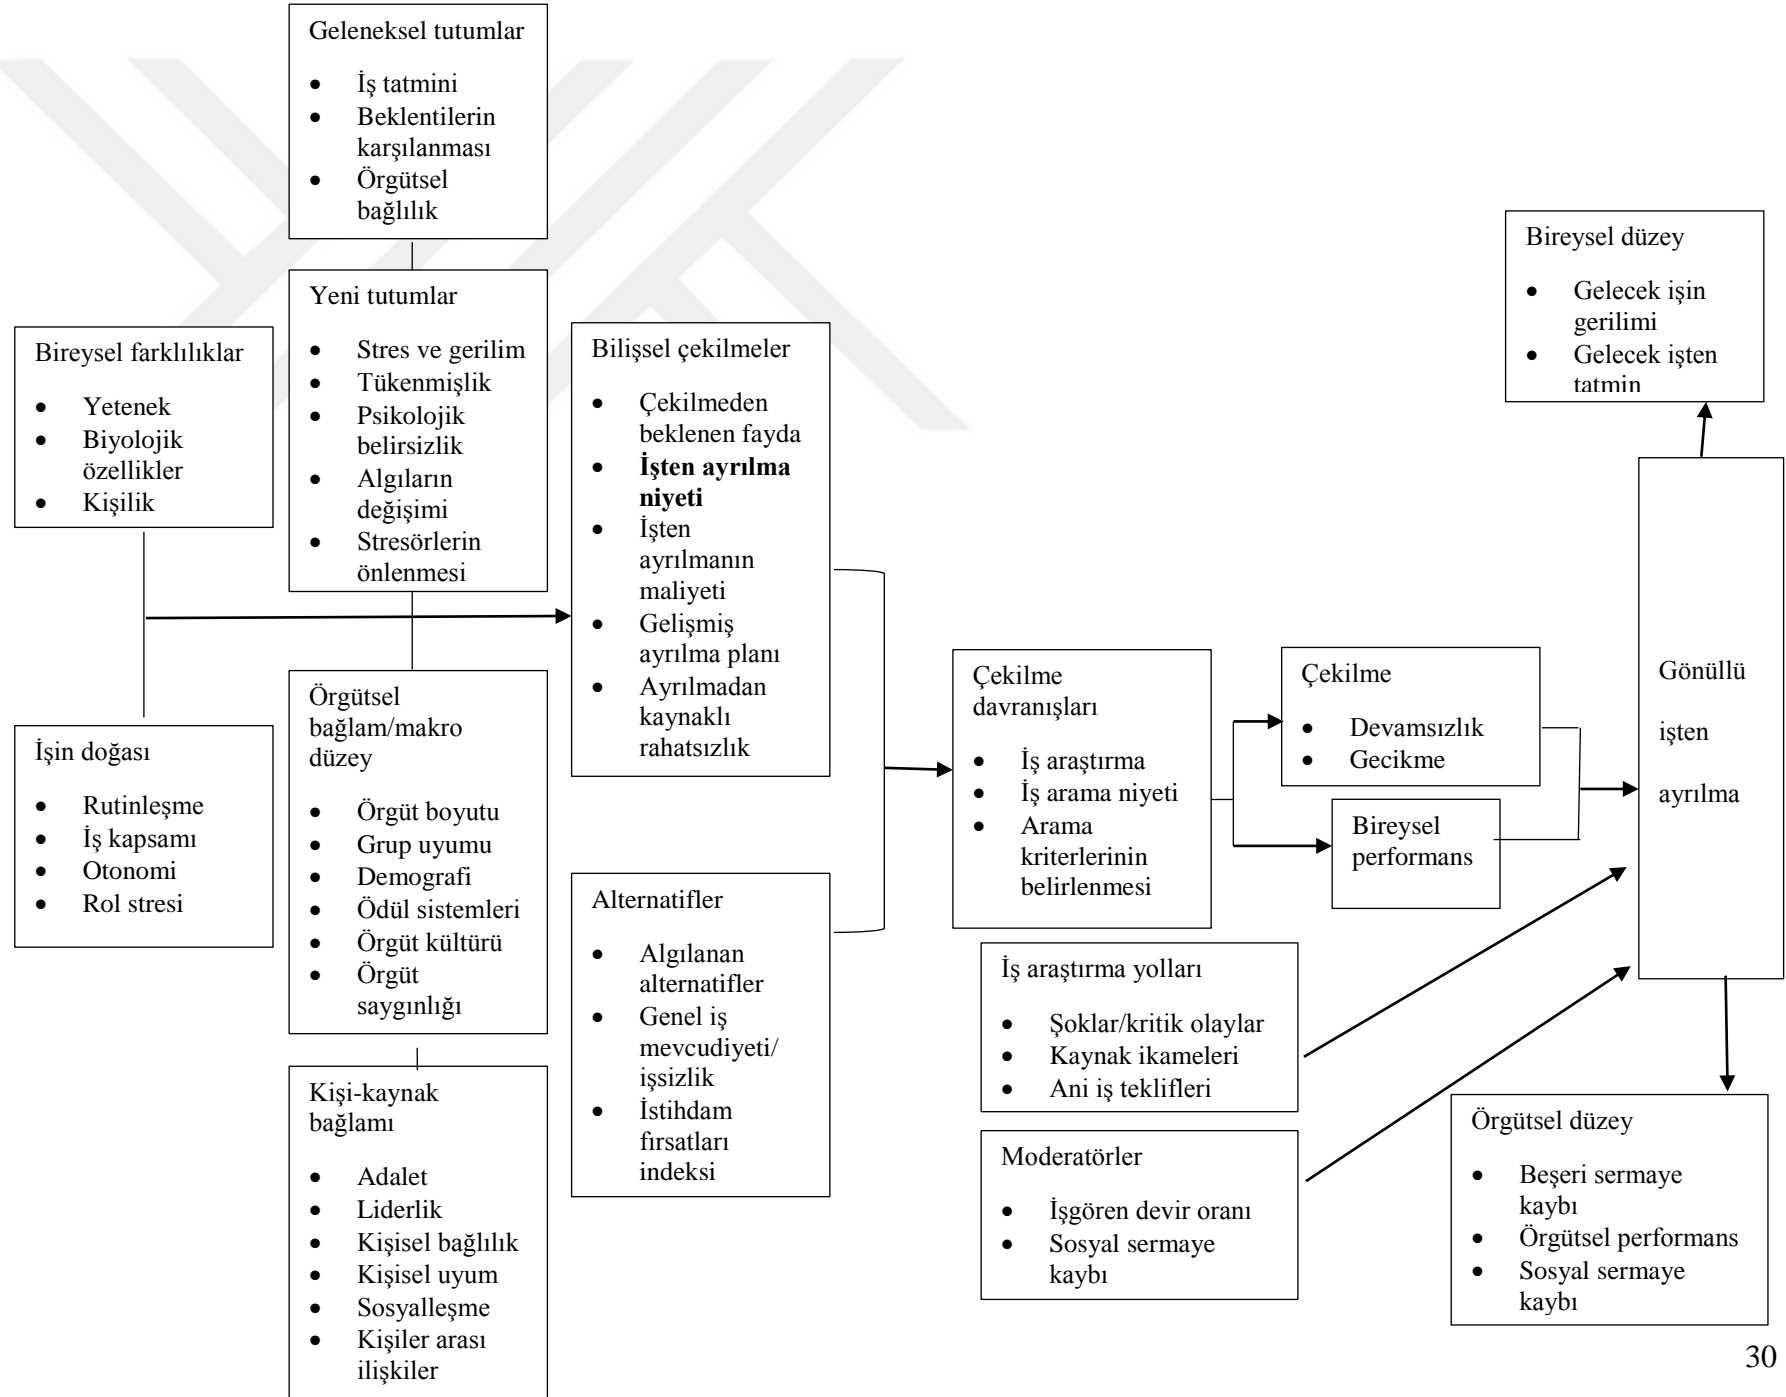 Geleneksel tutumlar
• İş tatmini
• Beklentilerin
karşılanması
• Örgütsel
bağlılık
Yeni tutumlar
• Stres ve gerilim
• Tükenmişlik
• Psikolojik
belirsizlik
• Algıların
değişimi
• Stresörlerin
önlenmesi
Bireysel farklılıklar
• Yetenek
• Biyolojik
özellikler
• Kişilik
İşin doğası
• Rutinleşme
• İş kapsamı
• Otonomi
• Rol stresi
Örgütsel
bağlam/makro
düzey
• Örgüt boyutu
• Grup uyumu
• Demografi
• Ödül sistemleri
• Örgüt kültürü
• Örgüt
saygınlığı
Kişi-kaynak
bağlamı
• Adalet
• Liderlik
• Kişisel bağlılık
• Kişisel uyum
• Sosyalleşme
• Kişiler arası
ilişkiler
Bilişsel çekilmeler
• Çekilmeden
beklenen fayda
• İşten ayrılma
niyeti
• İşten
ayrılmanın
maliyeti
• Gelişmiş
ayrılma planı
• Ayrılmadan
kaynaklı
rahatsızlık
Alternatifler
• Algılanan
alternatifler
• Genel iş
mevcudiyeti/
işsizlik
• İstihdam
fırsatları
indeksi
Çekilme
davranışları
• İş araştırma
• İş arama niyeti
• Arama
kriterlerinin
belirlenmesi
Çekilme
• Devamsızlık
• Gecikme
Bireysel
performans
İş araştırma yolları
• Şoklar/kritik olaylar
• Kaynak ikameleri
• Ani iş teklifleri
Moderatörler
• İşgören devir oranı
• Sosyal sermaye
kaybı
Bireysel düzey
• Gelecek işin
gerilimi
• Gelecek işten
tatmin
Gönüllü
işten
ayrılma
Örgütsel düzey
• Beşeri sermaye
kaybı
• Örgütsel performans
• Sosyal sermaye
kaybı
30